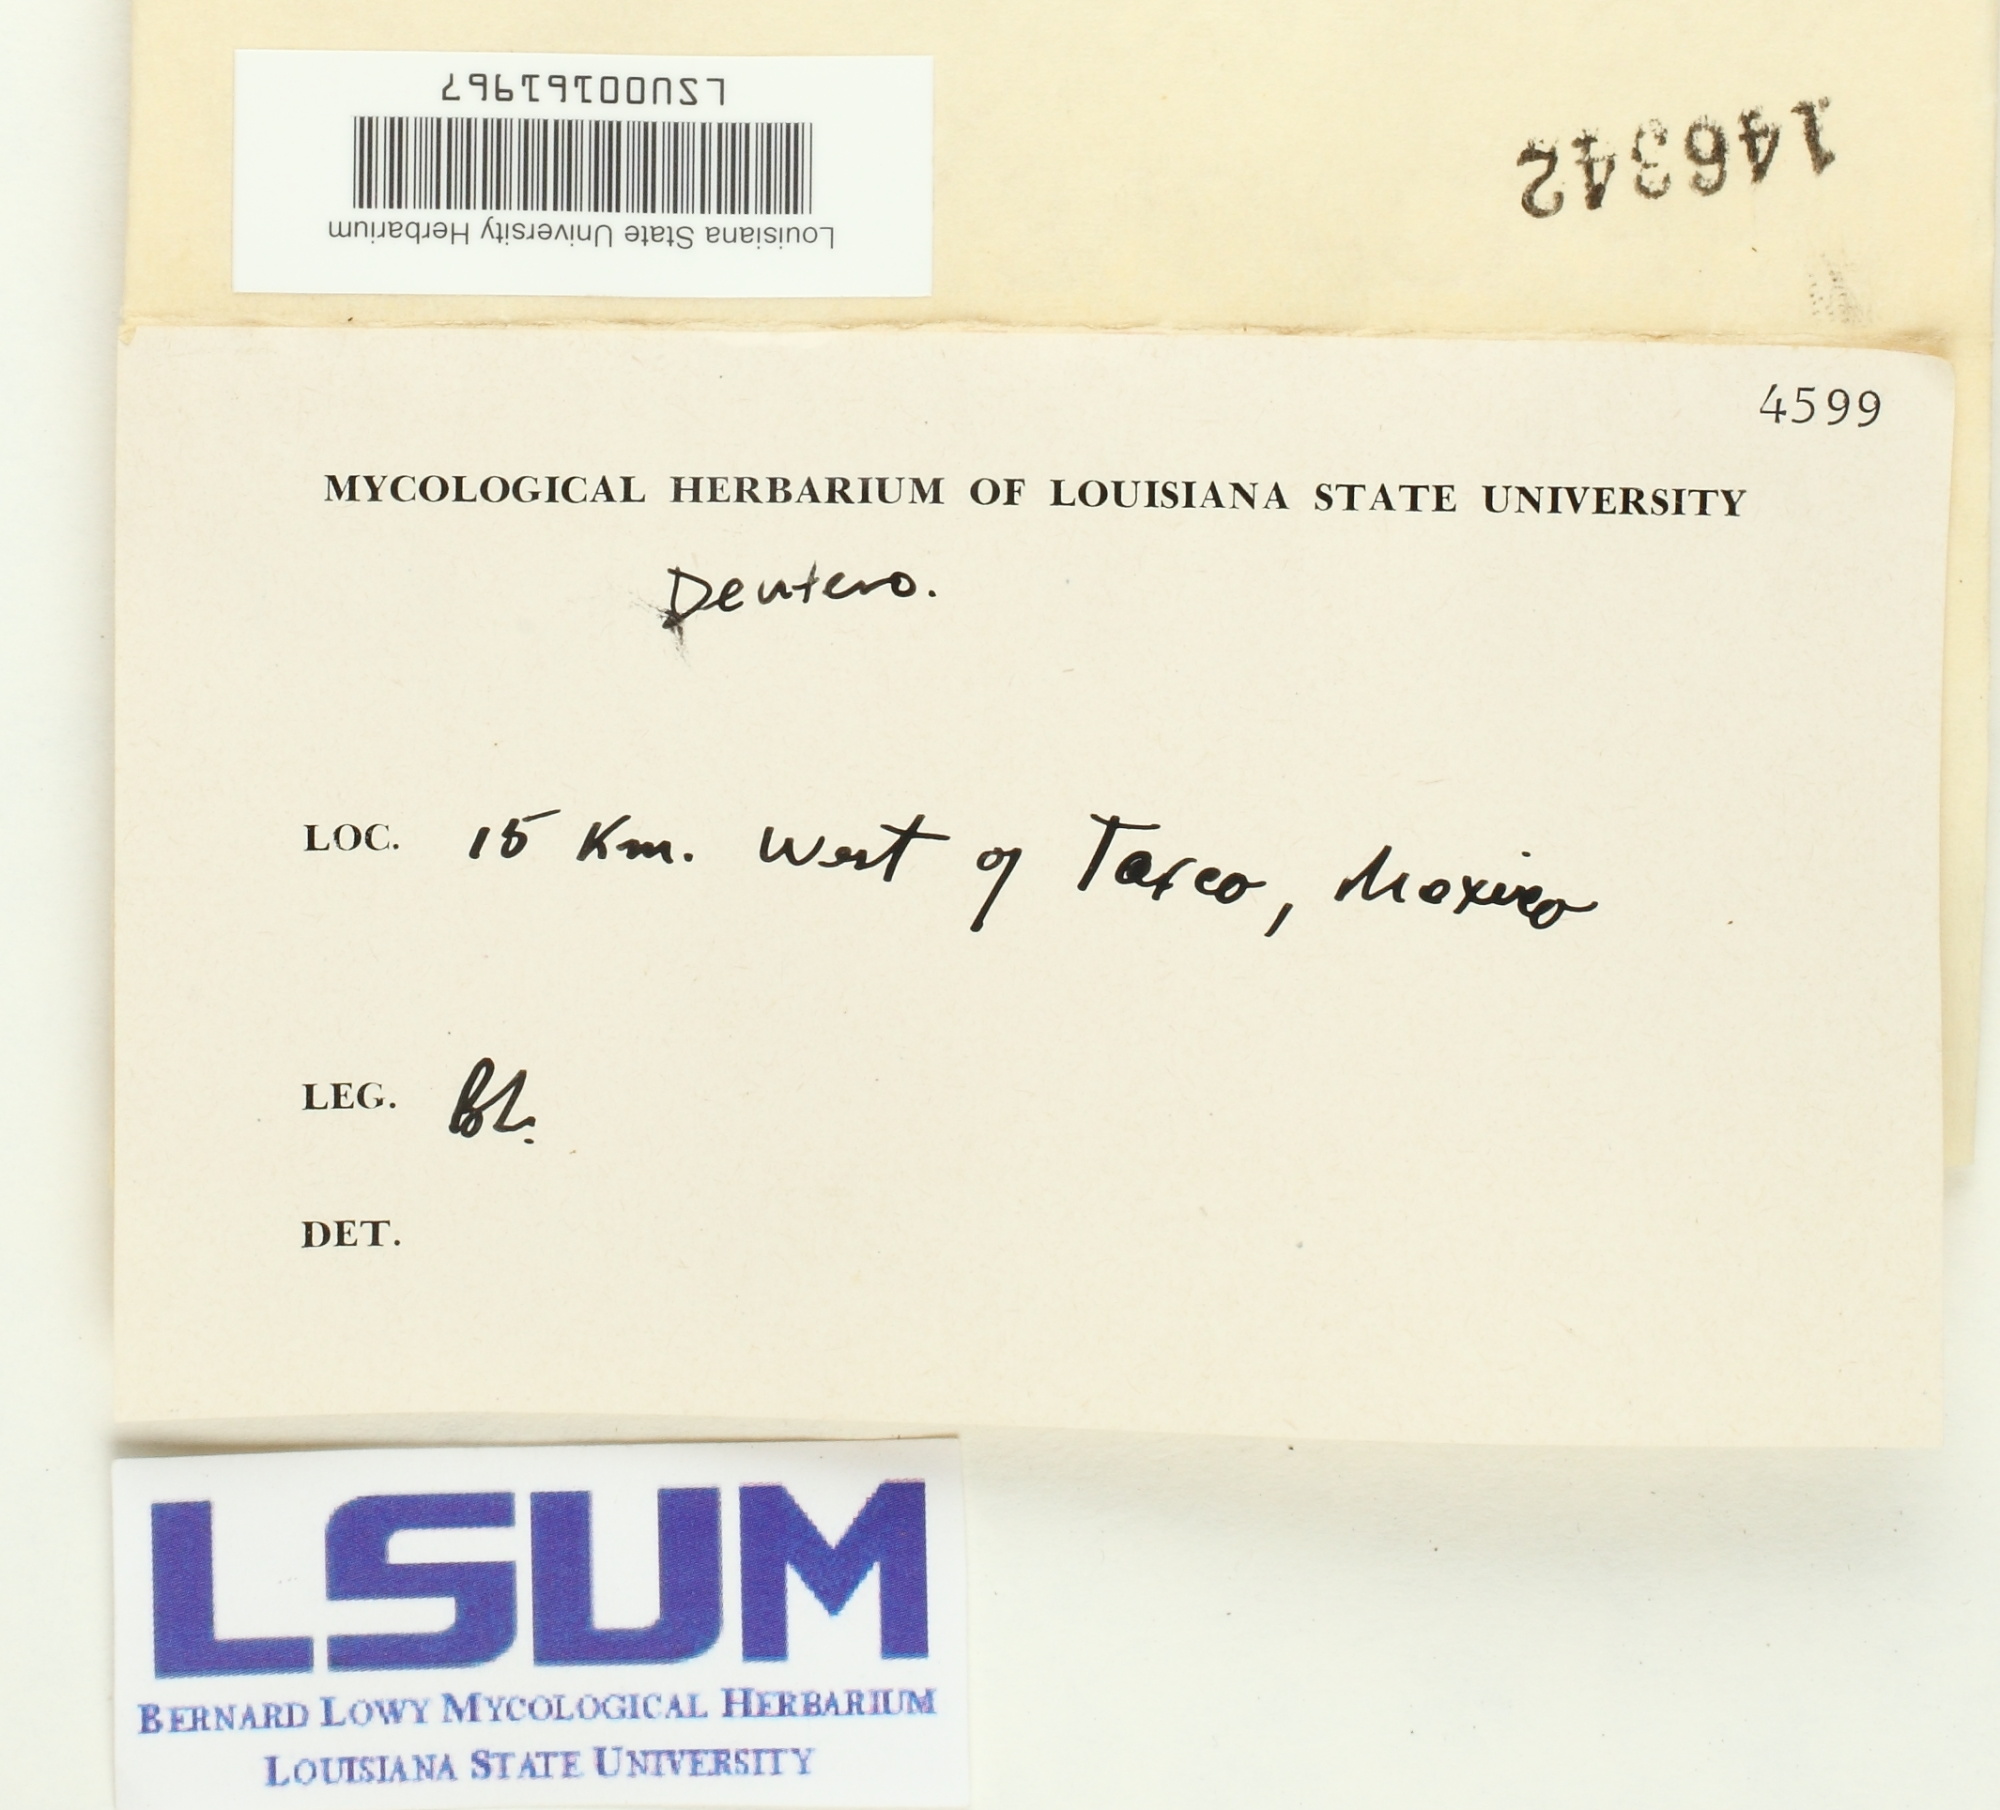 LSU00161967
Louisiana State University Herbarium
146342
4599
MYCOLOGICAL HERBARIUM OF LOUISIANA STATE UNIVERSITY
Deutero.
LOC. 15 Km. West of Taxco, Mexico
LEG. BL.
DET.
LSUM
BERNARD LOWY MYCOLOGICAL HERBARIUM
LOUISIANA STATE UNIVERSITY